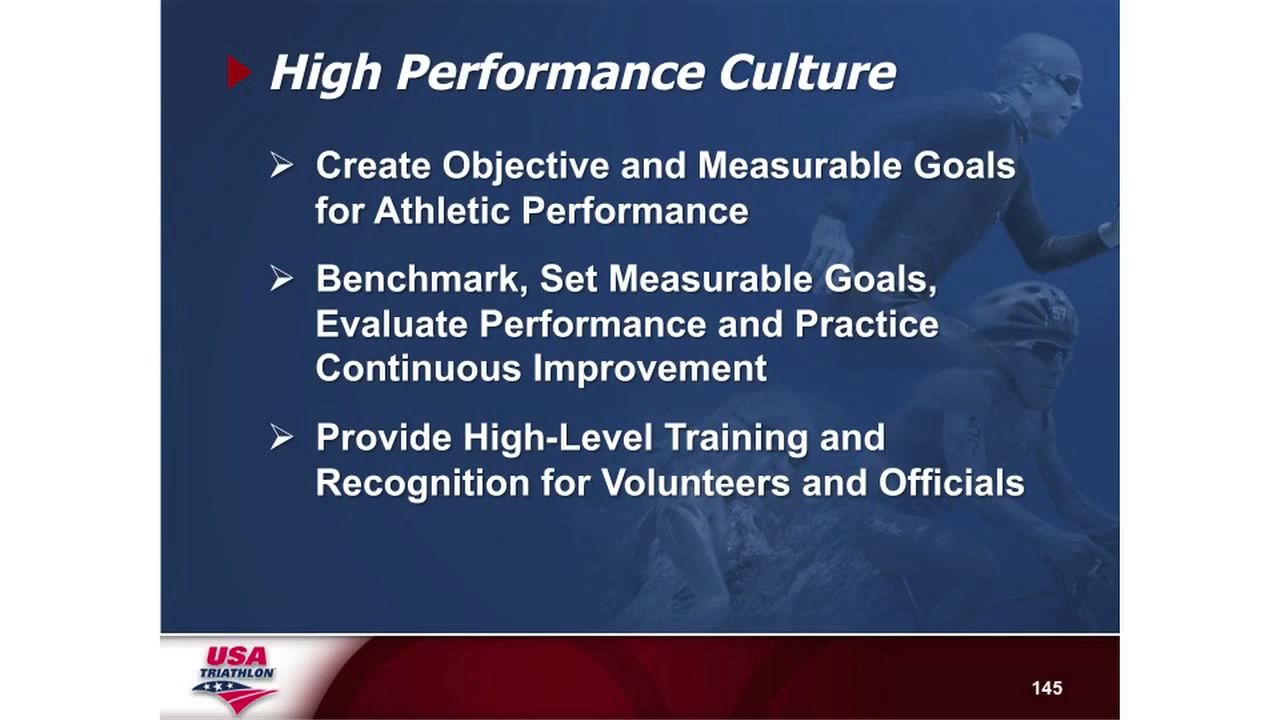 High Performance Culture
Create Objective and Measurable Goals
for Athletic Performance
Benchmark, Set Measurable Goals,
Evaluate Performance and Practice
Continuous Improvement
Provide High-Level Training and
Recognition for Volunteers and Officials
USA
TRIATHLON
145
57